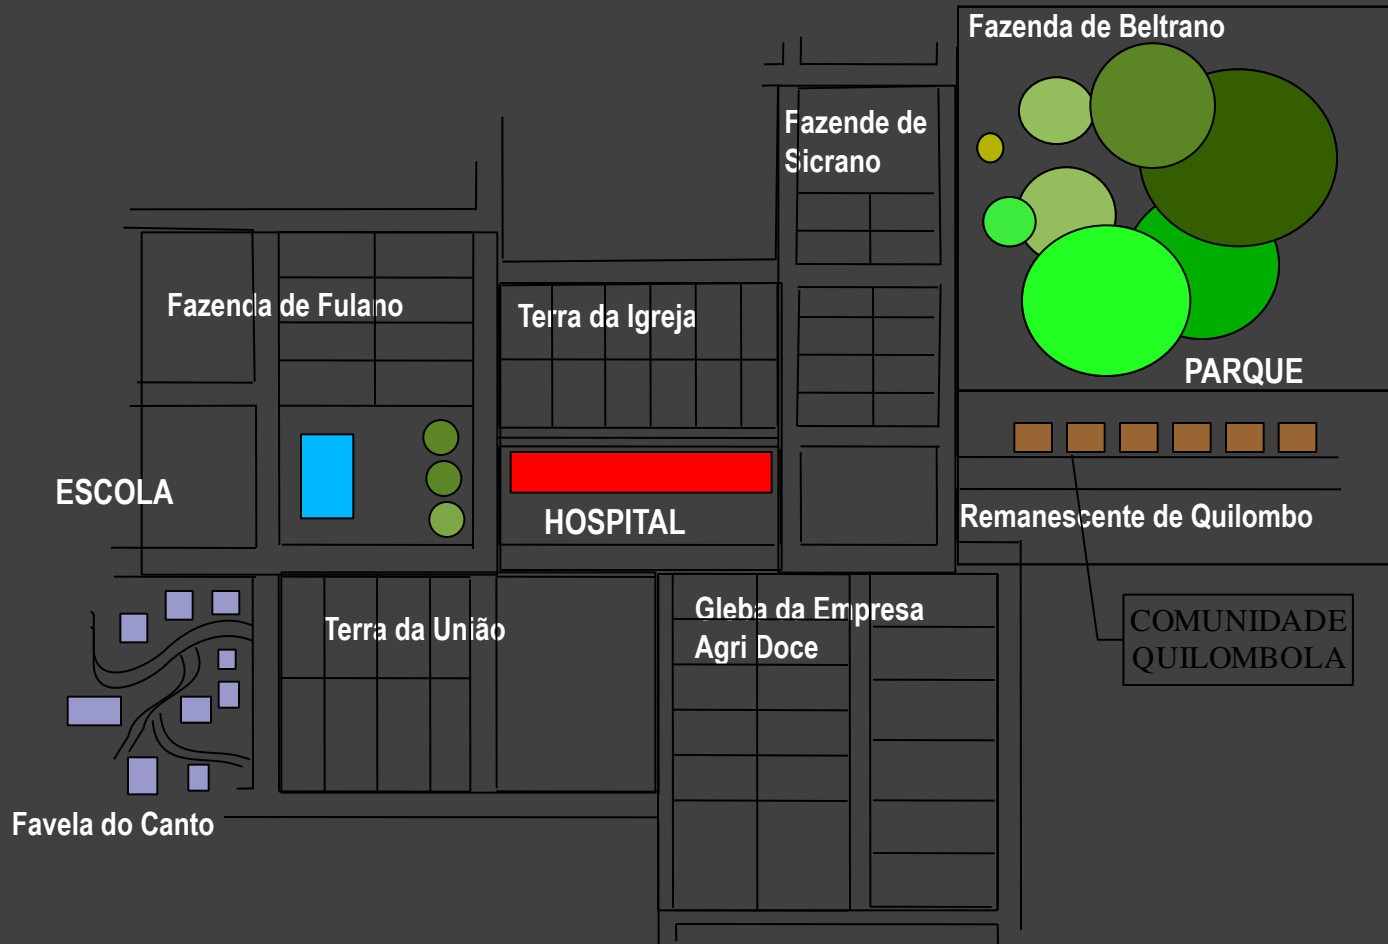 Fazenda de Beltrano
Fazende de
Sicrano
Fazenda de Fulano
Terra da Igreja
PARQUE
ESCOLA
HOSPITAL
Remanescente de Quilombo
Terra da União
Gleba da Empresa
Agri Doce
COMUNIDADE
QUILOMBOLA
Favela do Canto